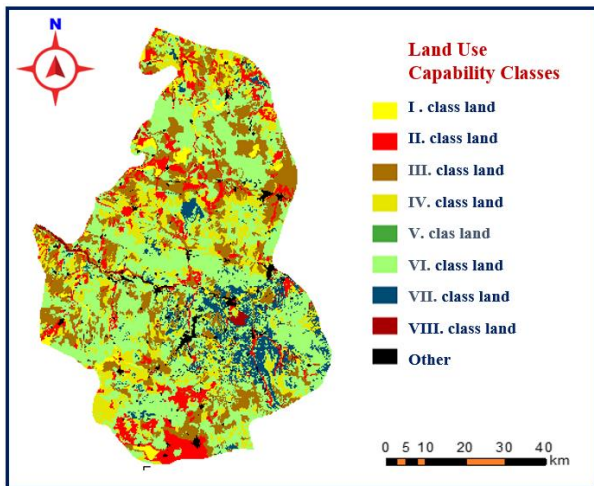 N
Land Use
Capability Classes
I . class land
II. class land
III. class land
IV. class land
V. clas land
VI. class land
VII. class land
VIII. class land
Other
0 5 10 20 30 40
km